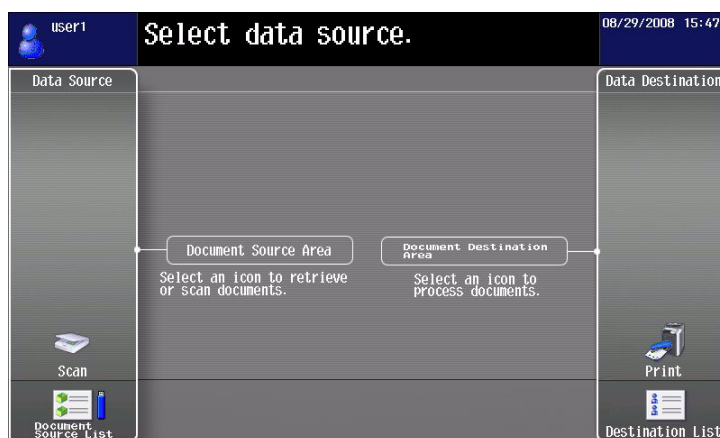 user1
Select data source.
08/29/2008 15:47
Data Source
Data Destination
Document Source Area
Select an icon to retrieve
or scan documents.
Document Destination
Area
Select an icon to
process documents.
Scan
Print
Document
Source List
Destination List